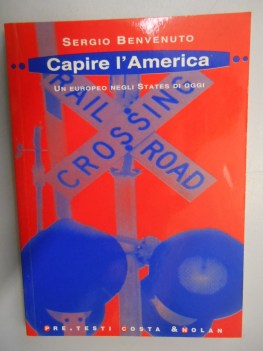 SERGIO BENVENUTO
Capire l'America
UN EUROPEO NEGLI STATES DI OGGI
RAIL
CROSSING
ROAD
PRE.TESTI COSTA &NOLAN